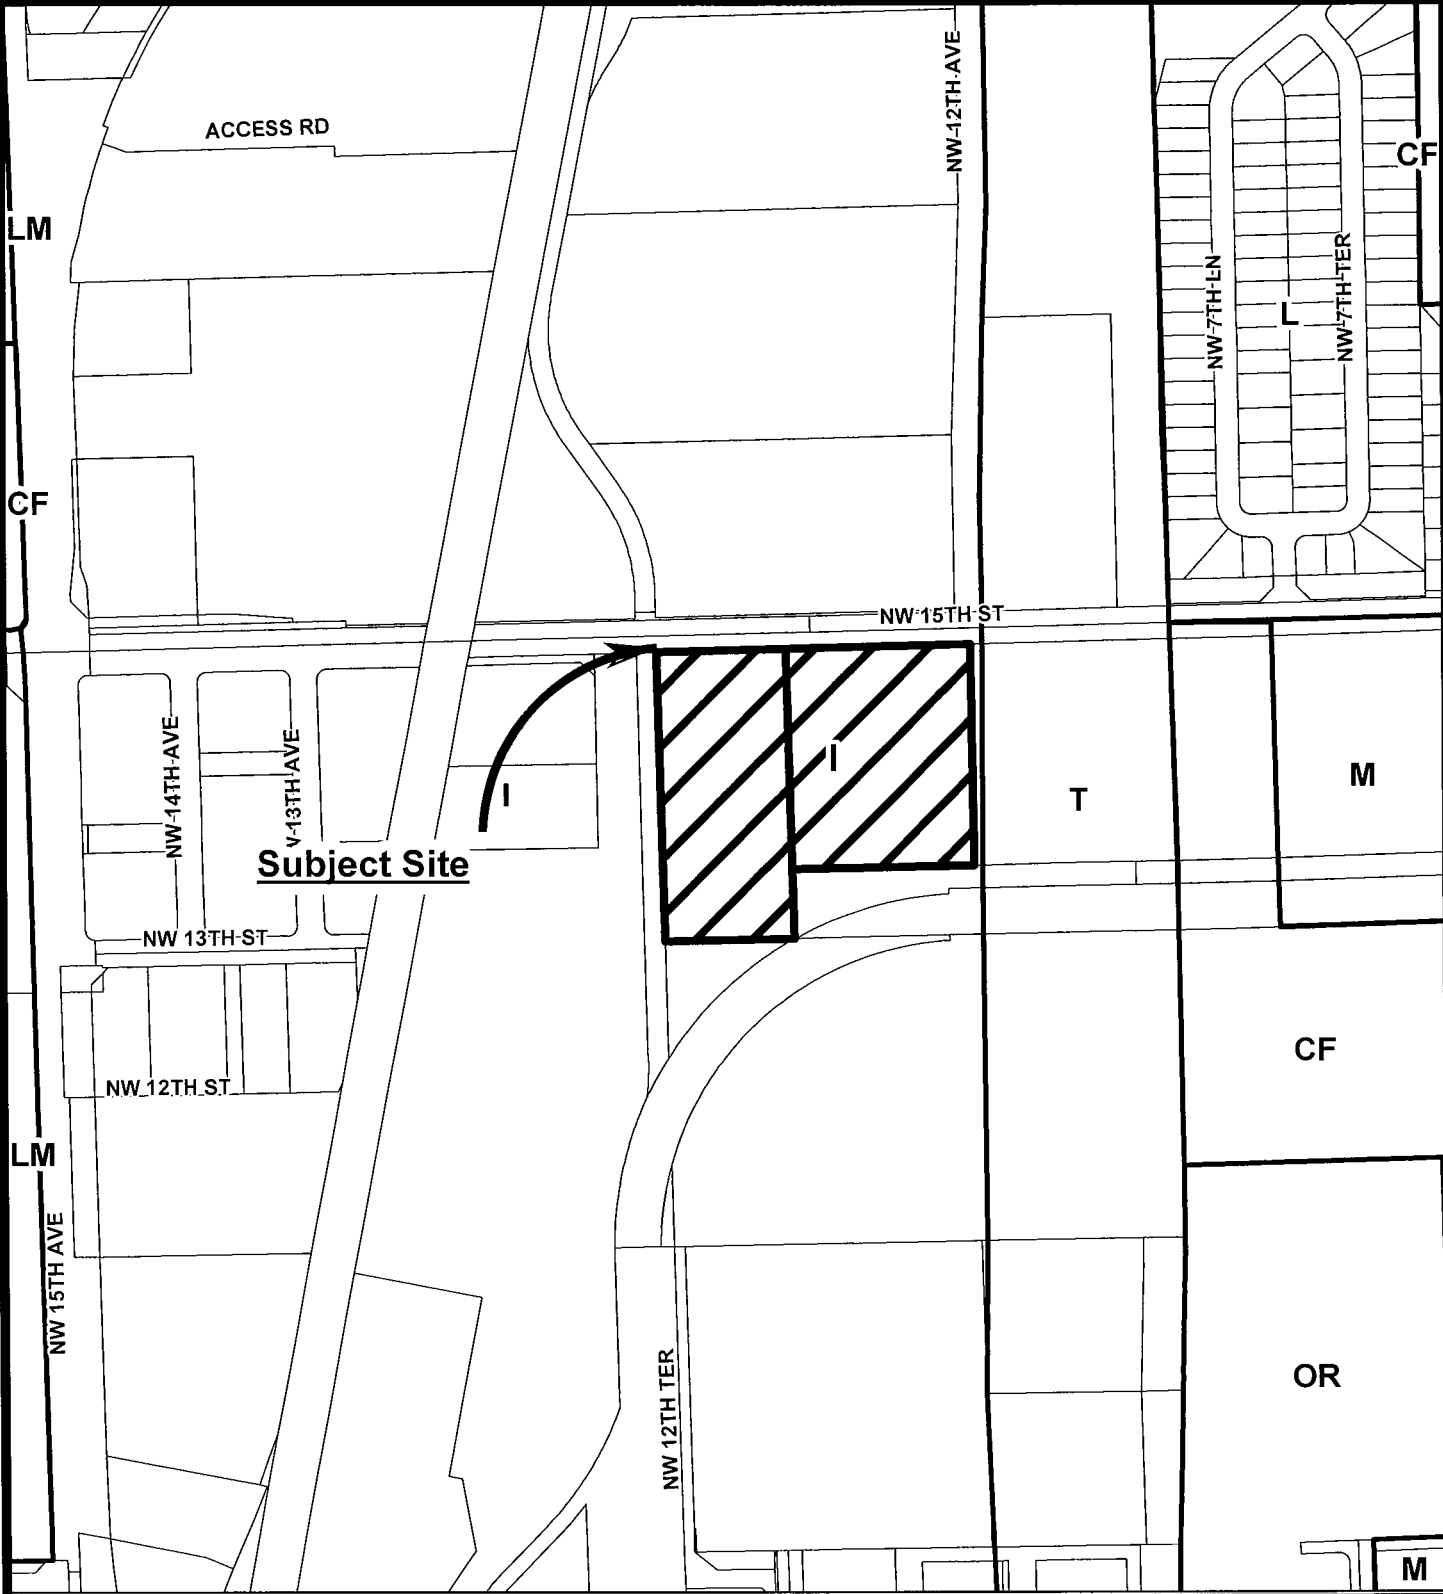 NW 12TH AVE
ACCESS RD
CF
LM
NW 7TH LN
L
NW 7TH TER
CF
NW 15TH ST
NW 14TH AVE
V 13TH AVE
I
I
T
M
Subject Site
NW 13TH ST
CF
NW 12TH ST
LM
NW 15TH AVE
NW 12TH TER
OR
M